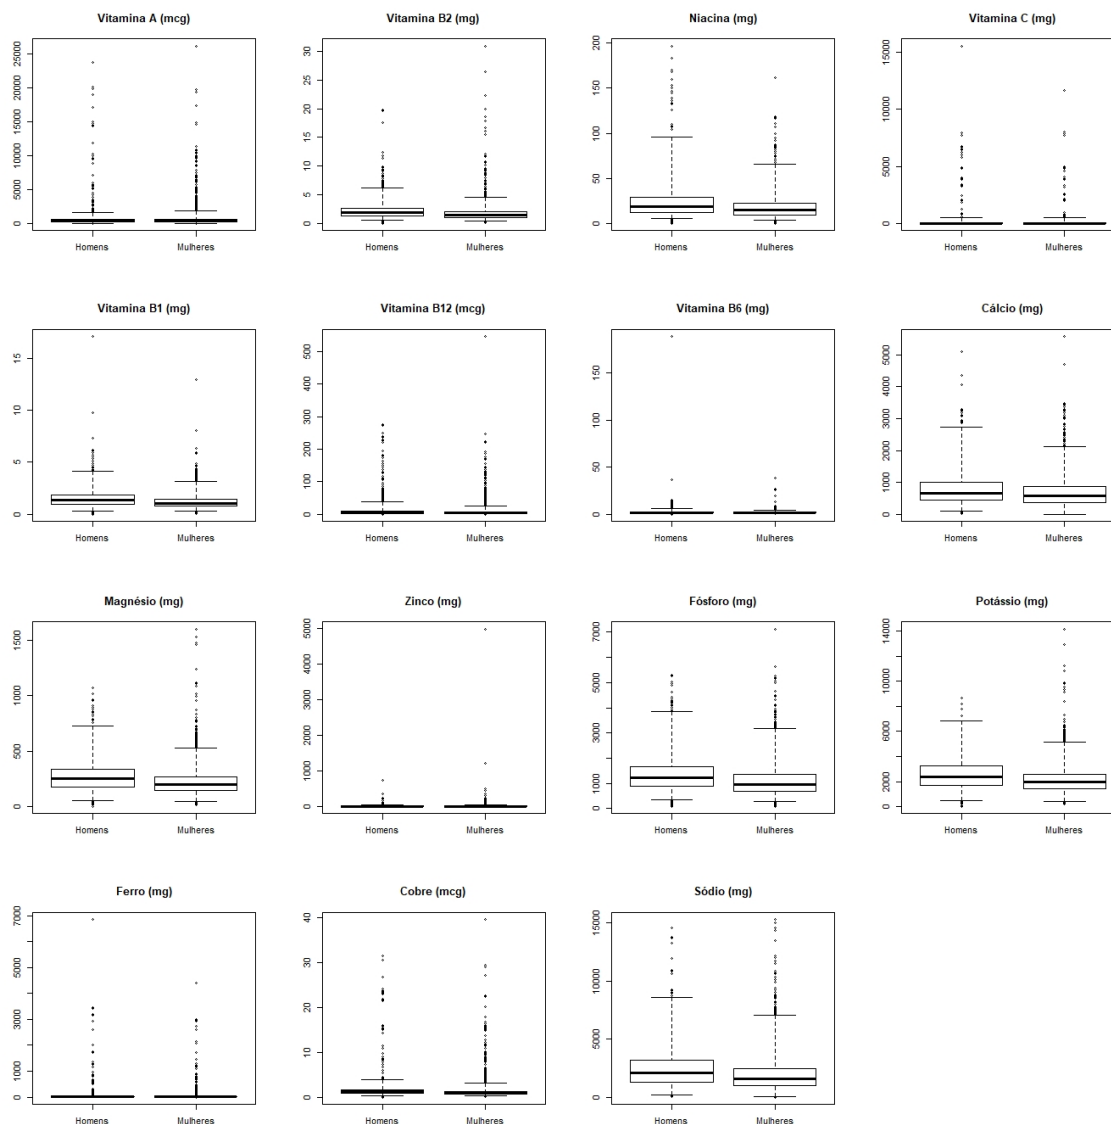 Vitamina A (mcg)
0 5000 10000 15000 20000 25000
Homens Mulheres
Vitamina B2 (mg)
0 5 10 15 20 25 30
Homens Mulheres
Niacina (mg)
0 50 100 150 200
Homens Mulheres
Vitamina C (mg)
0 5000 10000 15000
Homens Mulheres
Vitamina B1 (mg)
0 5 10 15
Homens Mulheres
Vitamina B12 (mcg)
0 100 200 300 400 500
Homens Mulheres
Vitamina B6 (mg)
0 50 100 150
Homens Mulheres
Cálcio (mg)
0 1000 2000 3000 4000 5000
Homens Mulheres
Magnésio (mg)
0 500 1000 1500
Homens Mulheres
Zinco (mg)
0 1000 2000 3000 4000 5000
Homens Mulheres
Fósforo (mg)
0 1000 3000 5000 7000
Homens Mulheres
Potássio (mg)
0 2000 6000 10000 14000
Homens Mulheres
Ferro (mg)
0 1000 3000 5000 7000
Homens Mulheres
Cobre (mcg)
0 10 20 30 40
Homens Mulheres
Sódio (mg)
0 5000 10000 15000
Homens Mulheres